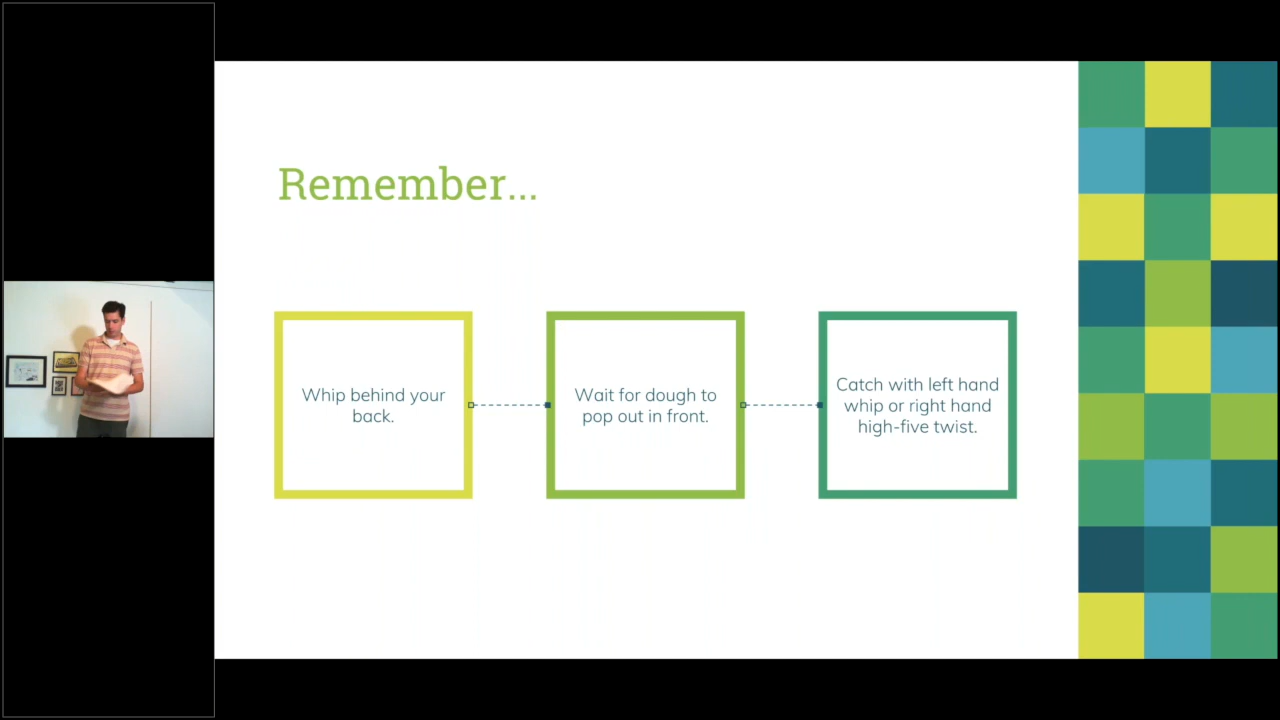 Remember...
Whip behind your
back.
Wait for dough to
pop out in front.
Catch with left hand
whip or right hand
high-five twist.